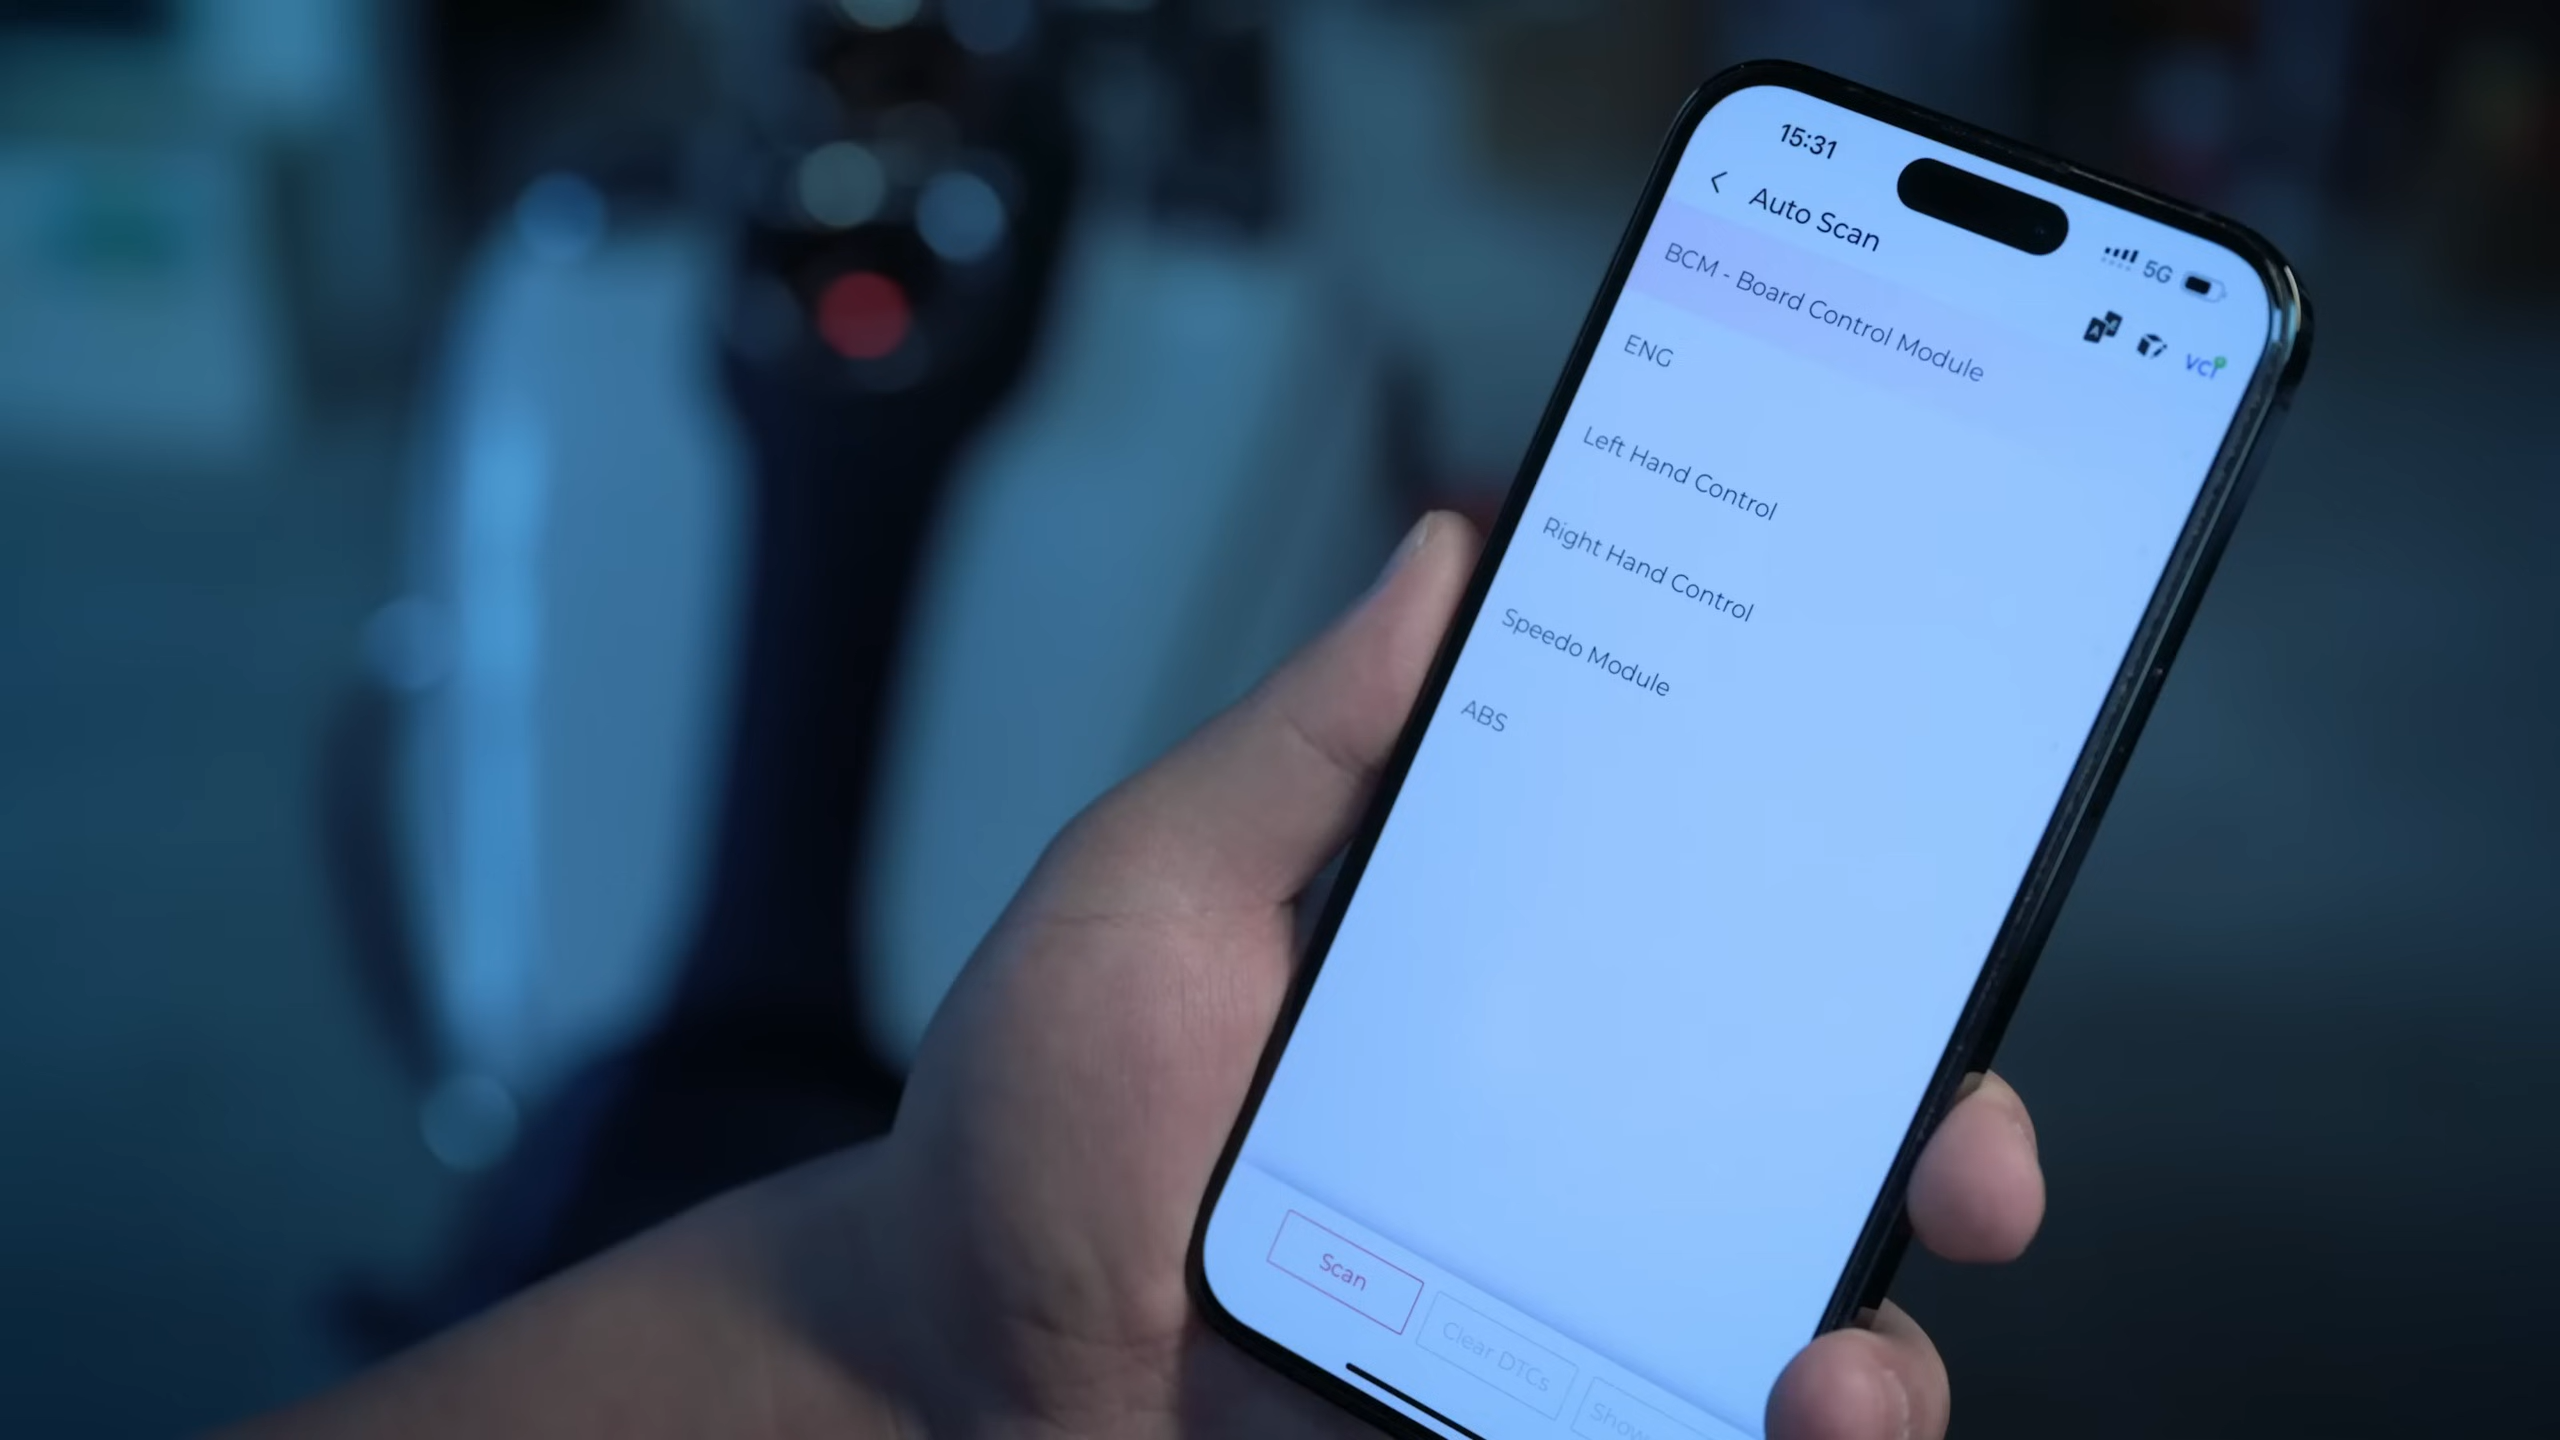 15:31
5G
Auto Scan
VCI
BCM - Board Control Module
ENG
Left Hand Control
Right Hand Control
Speedo Module
ABS
Scan
Clear DTCs
Show